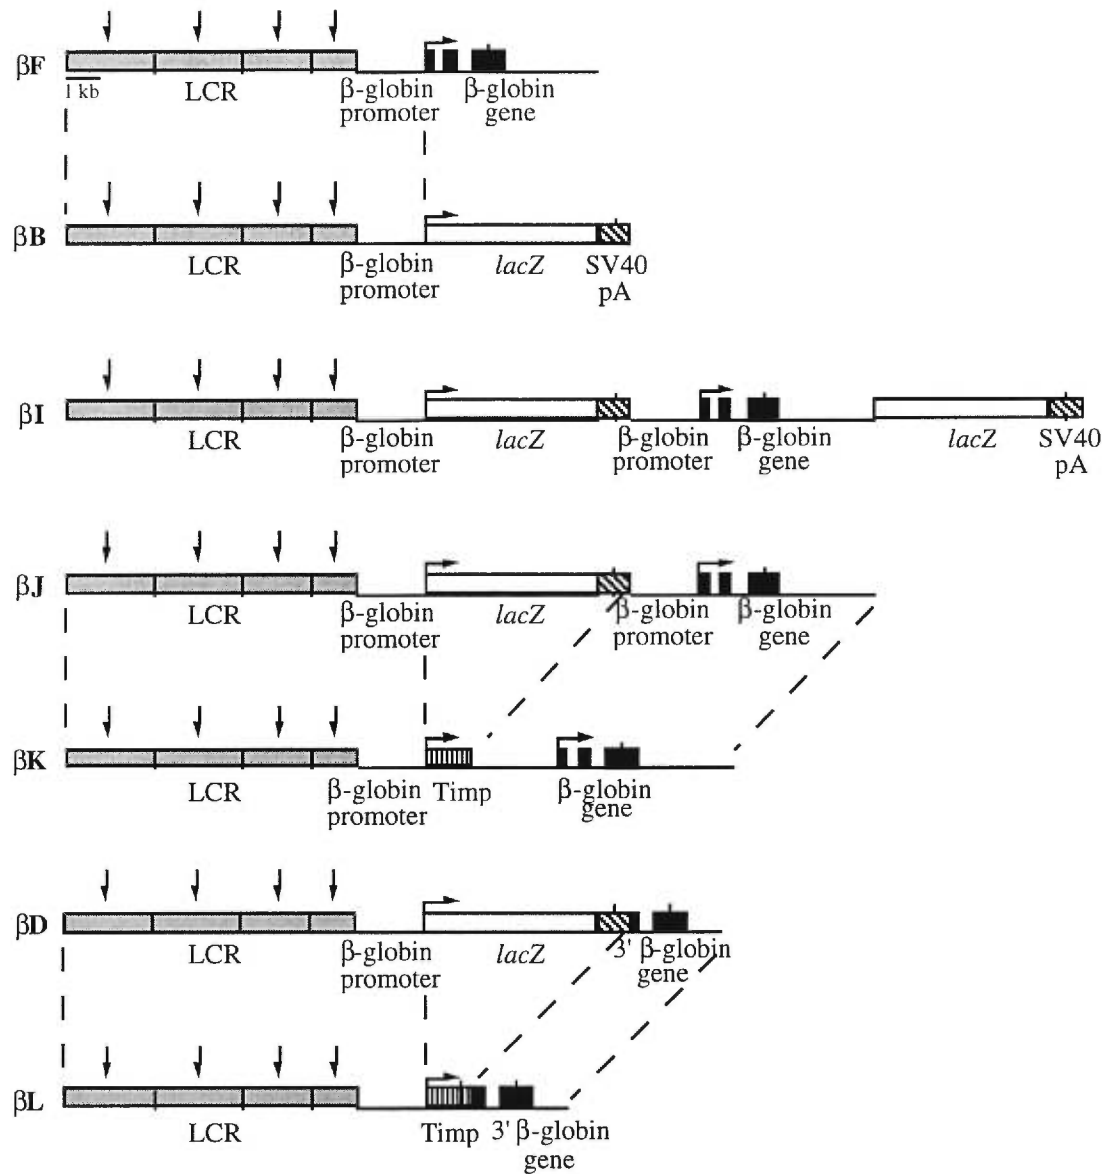 βF
1 kb
LCR
β-globin promoter
β-globin gene
βB
LCR
β-globin promoter
lacZ
SV40 pA
βI
LCR
β-globin promoter
lacZ
β-globin promoter
β-globin gene
lacZ
SV40 pA
βJ
LCR
β-globin promoter
lacZ
β-globin promoter
β-globin gene
βK
LCR
β-globin promoter
Timp
β-globin gene
βD
LCR
β-globin promoter
lacZ
3' β-globin gene
βL
LCR
Timp
3' β-globin gene